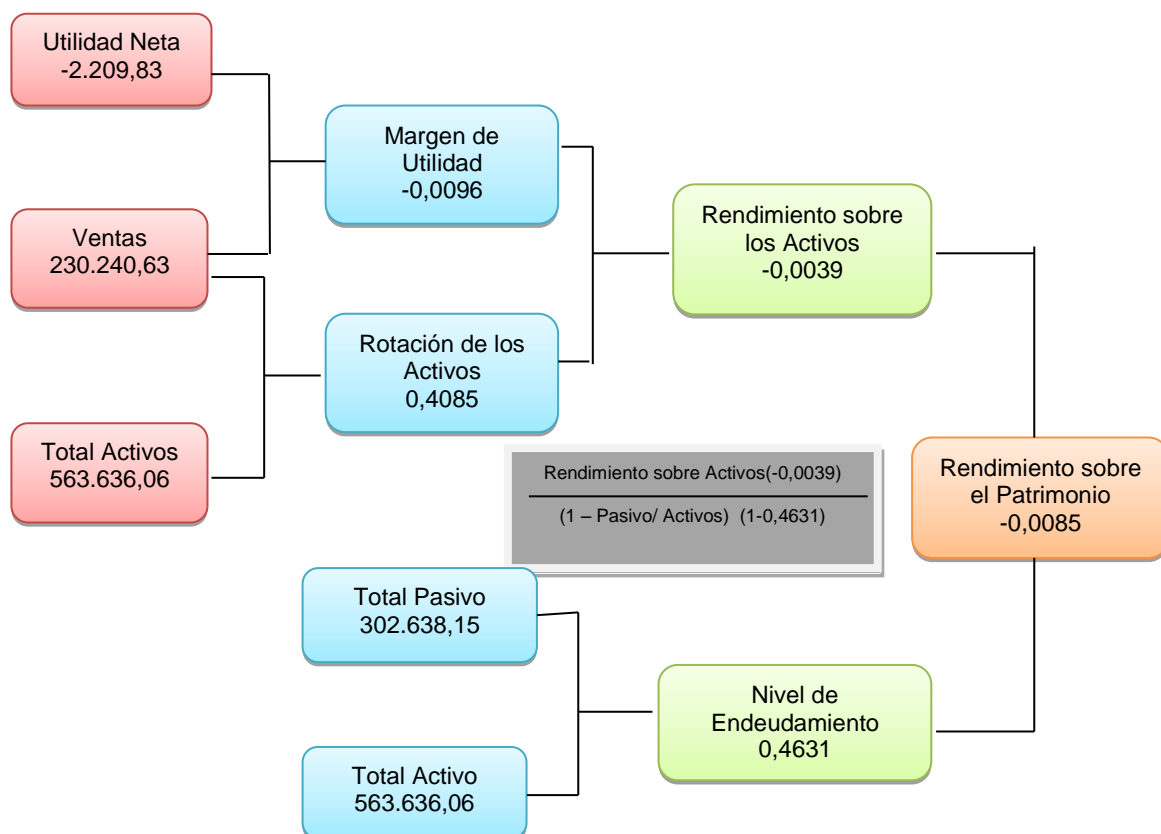 Utilidad Neta
-2.209,83
Margen de
Utilidad
-0,0096
Ventas
230.240,63
Rendimiento sobre
los Activos
-0,0039
Rotación de los
Activos
0,4085
Total Activos
563.636,06
Rendimiento sobre Activos(-0,0039)
(1 – Pasivo/ Activos) (1-0,4631)
Rendimiento sobre
el Patrimonio
-0,0085
Total Pasivo
302.638,15
Nivel de
Endeudamiento
0,4631
Total Activo
563.636,06